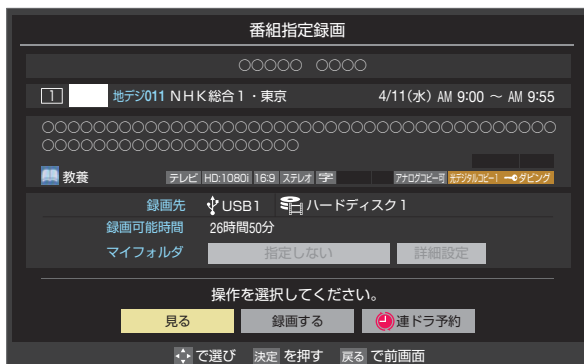 番組指定録画
○○○○○ ○○○○
1 地デジ011 NHK総合1・東京 4/11(水) AM 9:00 ～ AM 9:55
○○○○○○○○○○○○○○○○○○○○○○○○○○○○○○○○○○○○○○○○
○○○○○○○○○○○○○○○○○○○○
教養 テレビ HD:1080i 16:9 ステレオ 字 アナログコピー可 光デジタルコピー1 ダビング
録画先 USB1 ハードディスク1
録画可能時間 26時間50分
マイフォルダ 指定しない 詳細設定
操作を選択してください。
見る 録画する 連ドラ予約
で選び 決定 を押す 戻る で前画面